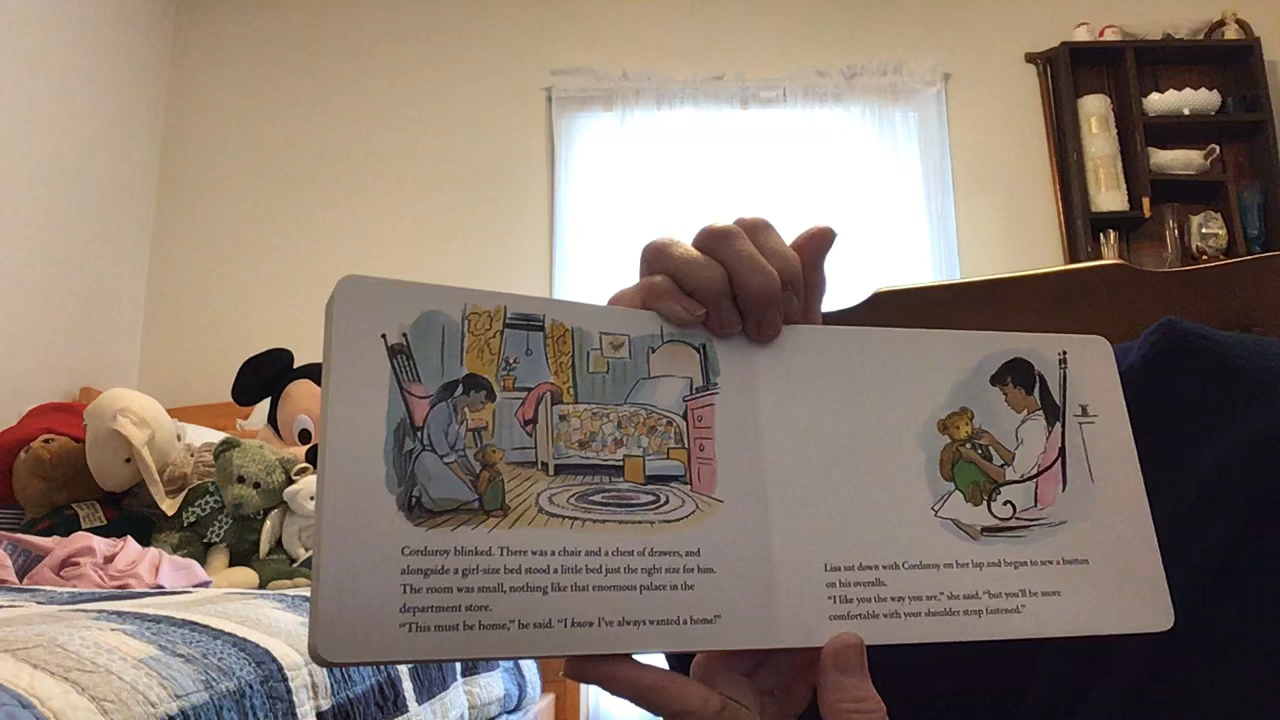 Corduroy blinked. There was a chair and a chest of drawers, and
alongside a girl-size bed stood a little bed just the right size for him.
The room was small, nothing like that enormous palace in the
department store.
"This must be home," he said. "I know I've always wanted a home!"
Lisa sat down with Corduroy on her lap and began to sew a button
on his overalls.
"I like you the way you are," she said, "but you'll be more
comfortable with your shoulder strap fastened."